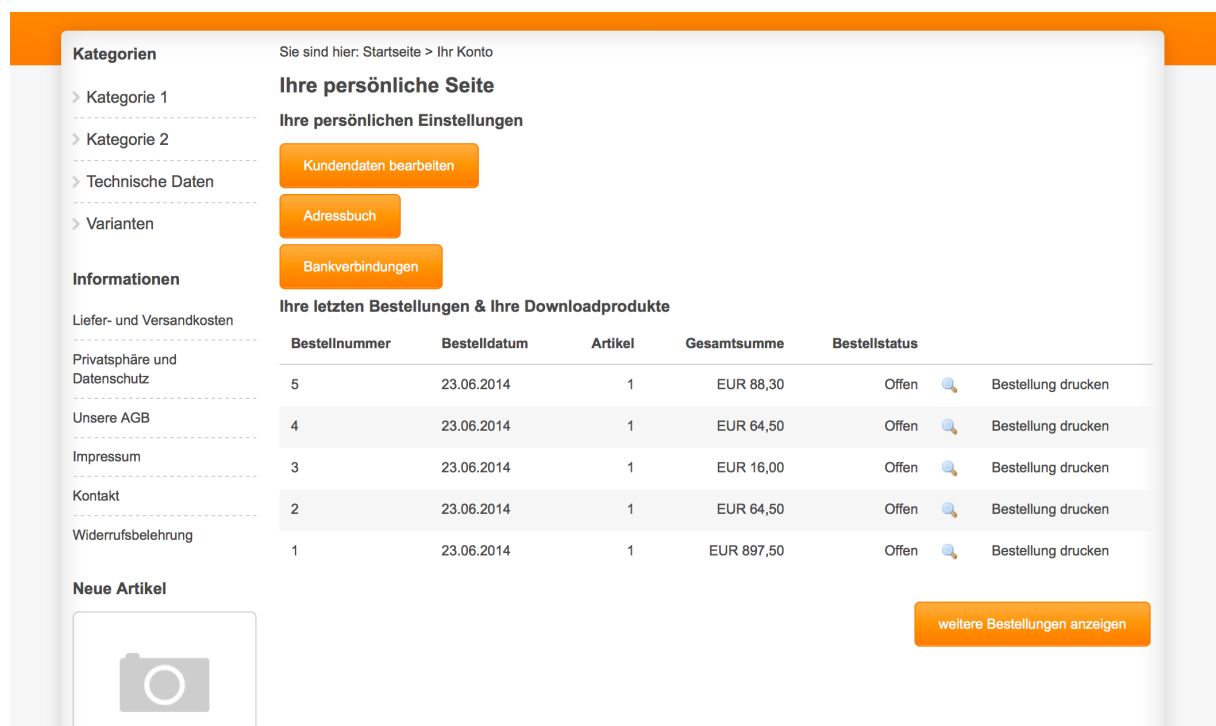 Kategorien
Kategorie 1
Kategorie 2
Technische Daten
Varianten
Informationen
Liefer- und Versandkosten
Privatsphäre und
Datenschutz
Unsere AGB
Impressum
Kontakt
Widerrufsbelehrung
Neue Artikel
Sie sind hier: Startseite > Ihr Konto
Ihre persönliche Seite
Ihre persönlichen Einstellungen
Kundendaten bearbeiten
Adressbuch
Bankverbindungen
Ihre letzten Bestellungen & Ihre Downloadprodukte
Bestellnummer Bestelldatum Artikel Gesamtsumme Bestellstatus
5 23.06.2014 1 EUR 88,30 Offen Bestellung drucken
4 23.06.2014 1 EUR 64,50 Offen Bestellung drucken
3 23.06.2014 1 EUR 16,00 Offen Bestellung drucken
2 23.06.2014 1 EUR 64,50 Offen Bestellung drucken
1 23.06.2014 1 EUR 897,50 Offen Bestellung drucken
weitere Bestellungen anzeigen